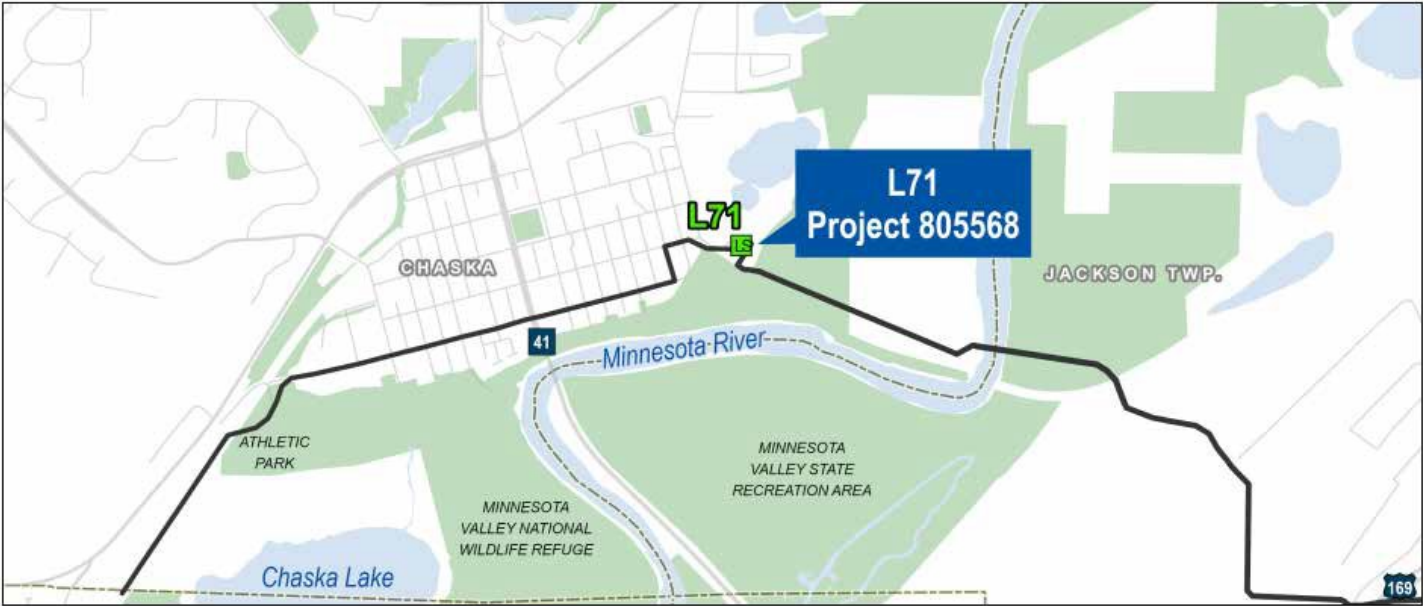 L71
Project 805568
L71
LS
CHASKA
JACKSON TWP.
41
Minnesota River
ATHLETIC
PARK
MINNESOTA
VALLEY STATE
RECREATION AREA
MINNESOTA
VALLEY NATIONAL
WILDLIFE REFUGE
Chaska Lake
169